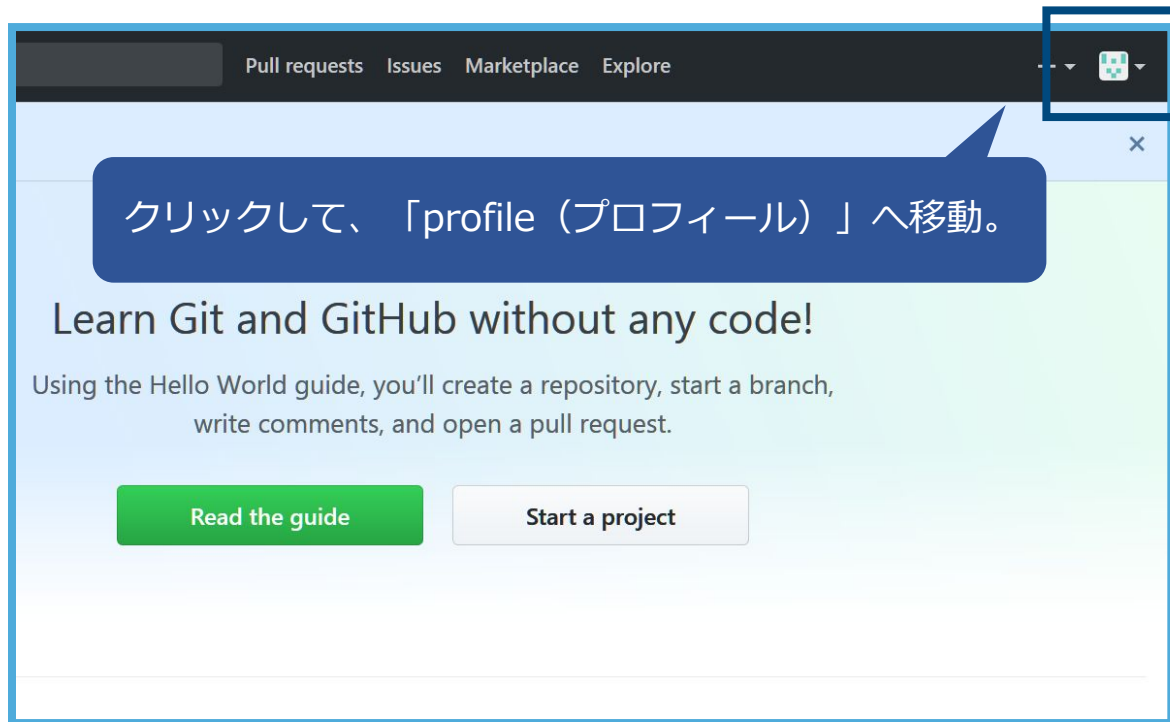 Pull requests Issues Marketplace Explore
クリックして、「profile（プロフィール）」へ移動。
Learn Git and GitHub without any code!
Using the Hello World guide, you’ll create a repository, start a branch,
write comments, and open a pull request.
Read the guide Start a project